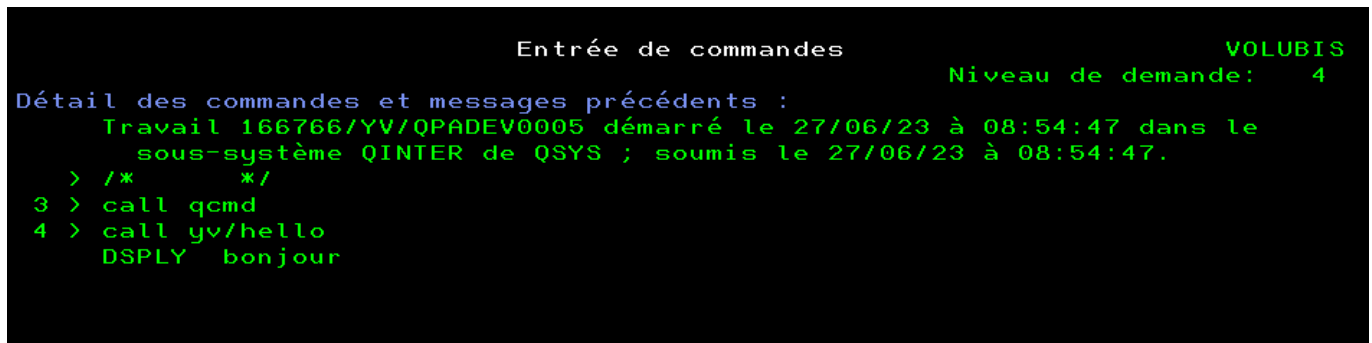 Entrée de commandes VOLUBIS
Niveau de demande: 4
Détail des commandes et messages précédents :
Travail 166766/YV/QPADEV0005 démarré le 27/06/23 à 08:54:47 dans le
sous-système QINTER de QSYS ; soumis le 27/06/23 à 08:54:47.
> /* */
3 > call qcmd
4 > call yv/hello
DSPLY bonjour